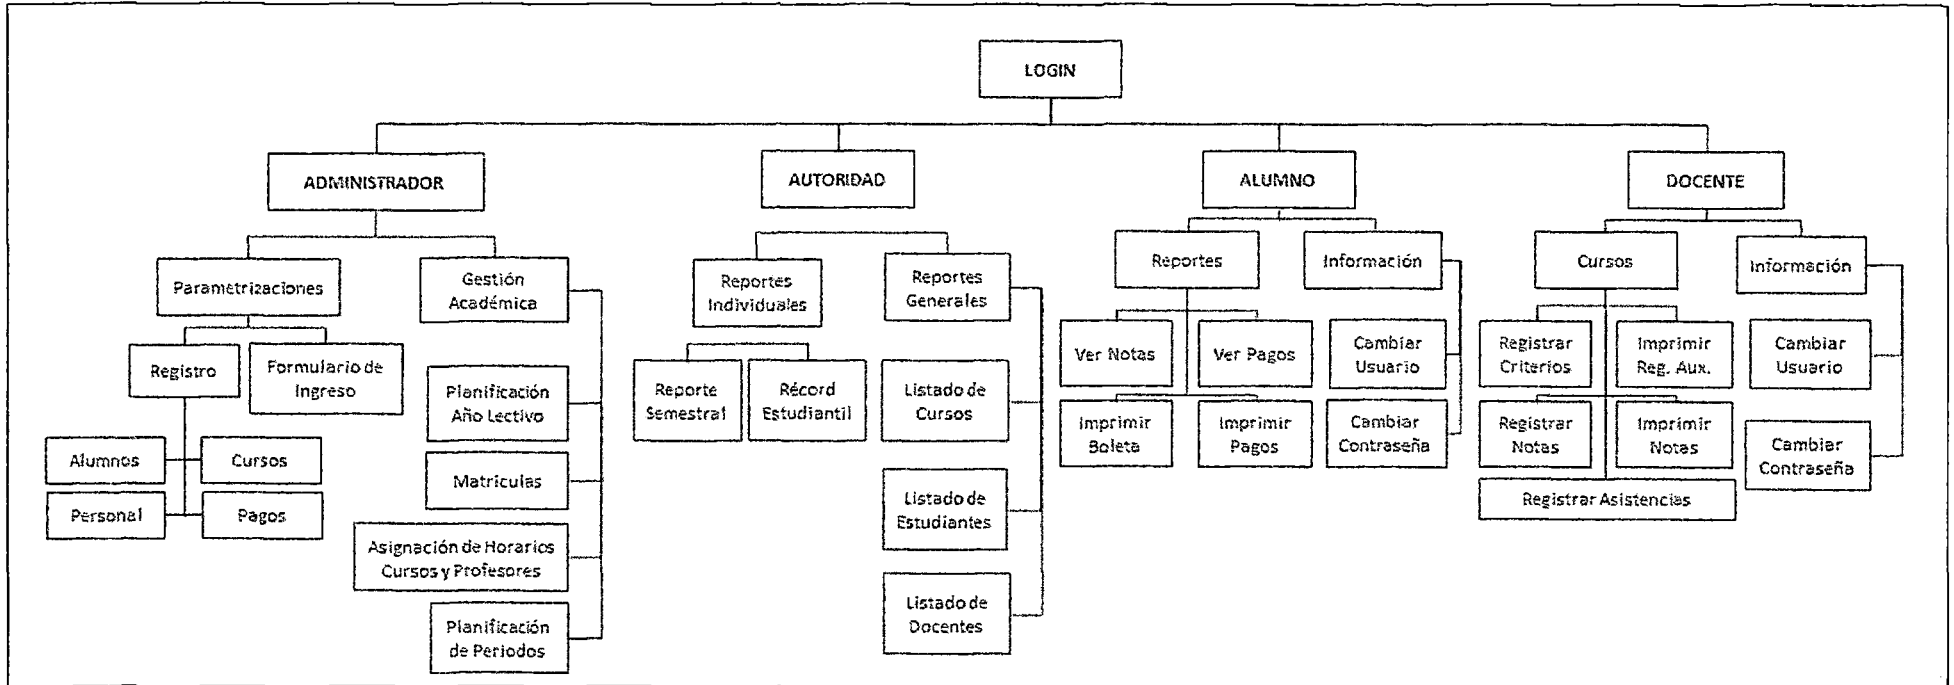 LOGIN
ADMINISTRADOR
AUTORIDAD
ALUMNO
DOCENTE
Parametrizaciones
Gestión
Académica
Registro
Formulario de
Ingreso
Alumnos
Cursos
Personal
Pagos
Planificación
Año Lectivo
Matriculas
Asignación de Horarios
Cursos y Profesores
Planificación
de Periodos
Reportes
Individuales
Reportes
Generales
Reporte
Semestral
Récord
Estudiantil
Listado de
Cursos
Listado de
Estudiantes
Listado de
Docentes
Reportes
Información
Ver Notas
Ver Pagos
Imprimir
Boleta
Imprimir
Pagos
Cambiar
Usuario
Cambiar
Contraseña
Cursos
Información
Registrar
Criterios
Imprimir
Reg. Aux.
Registrar
Notas
Imprimir
Notas
Registrar Asistencias
Cambiar
Usuario
Cambiar
Contraseña